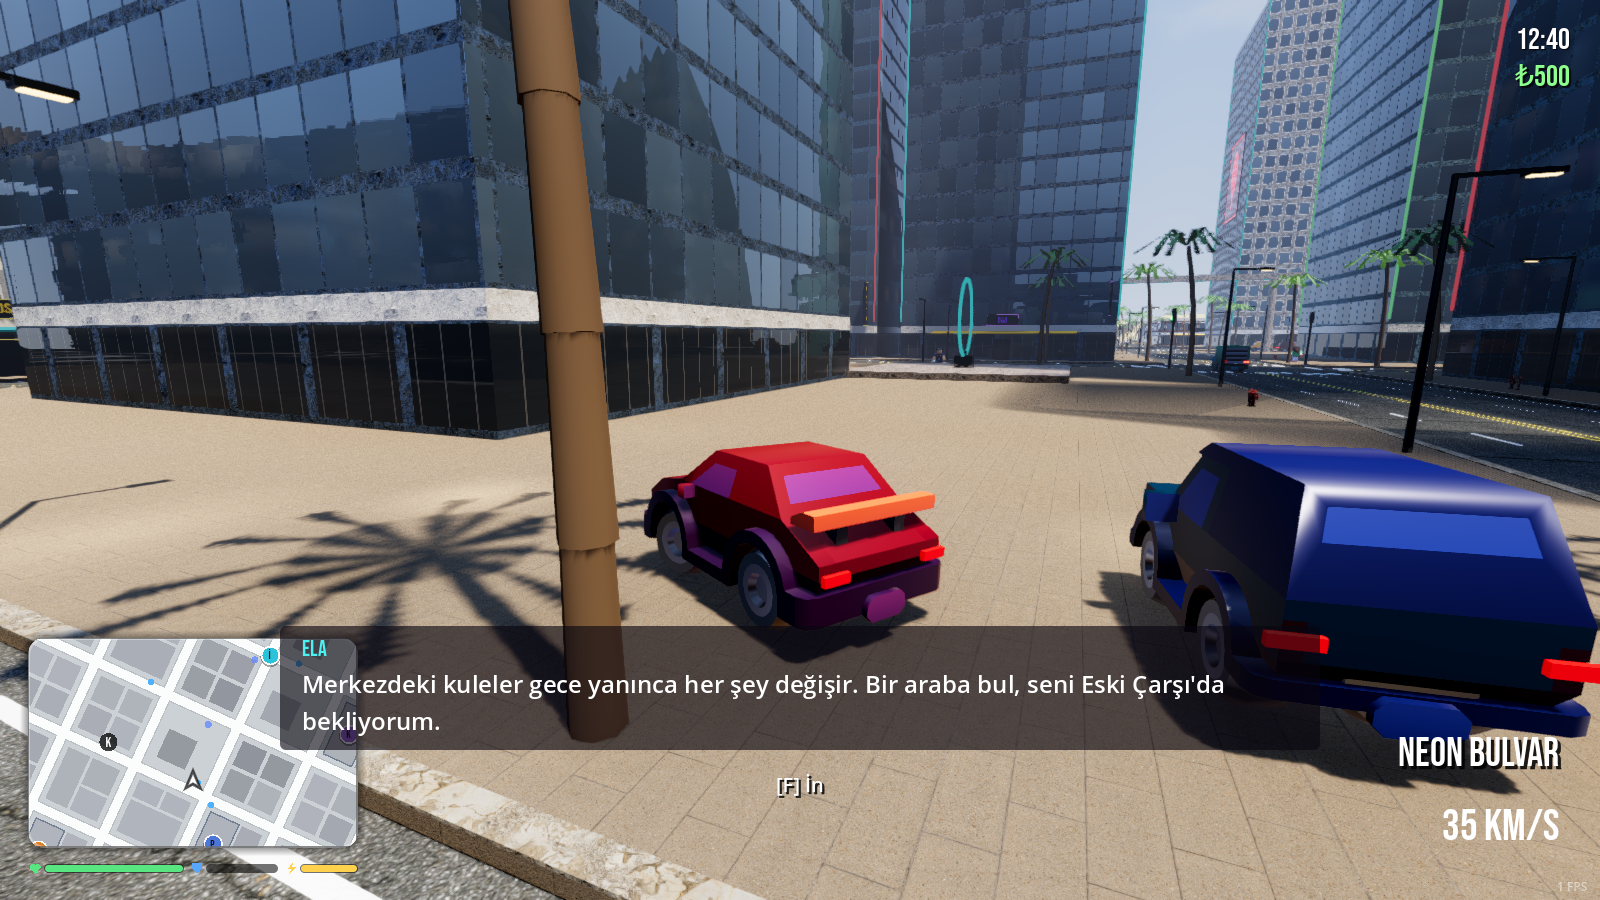 12:40
₺500
ELA
Merkezdeki kuleler gece yanınca her şey değişir. Bir araba bul, seni Eski Çarşı'da
bekliyorum.
K
P
[F] İn
NEON BULVAR
35 KM/S
1 FPS